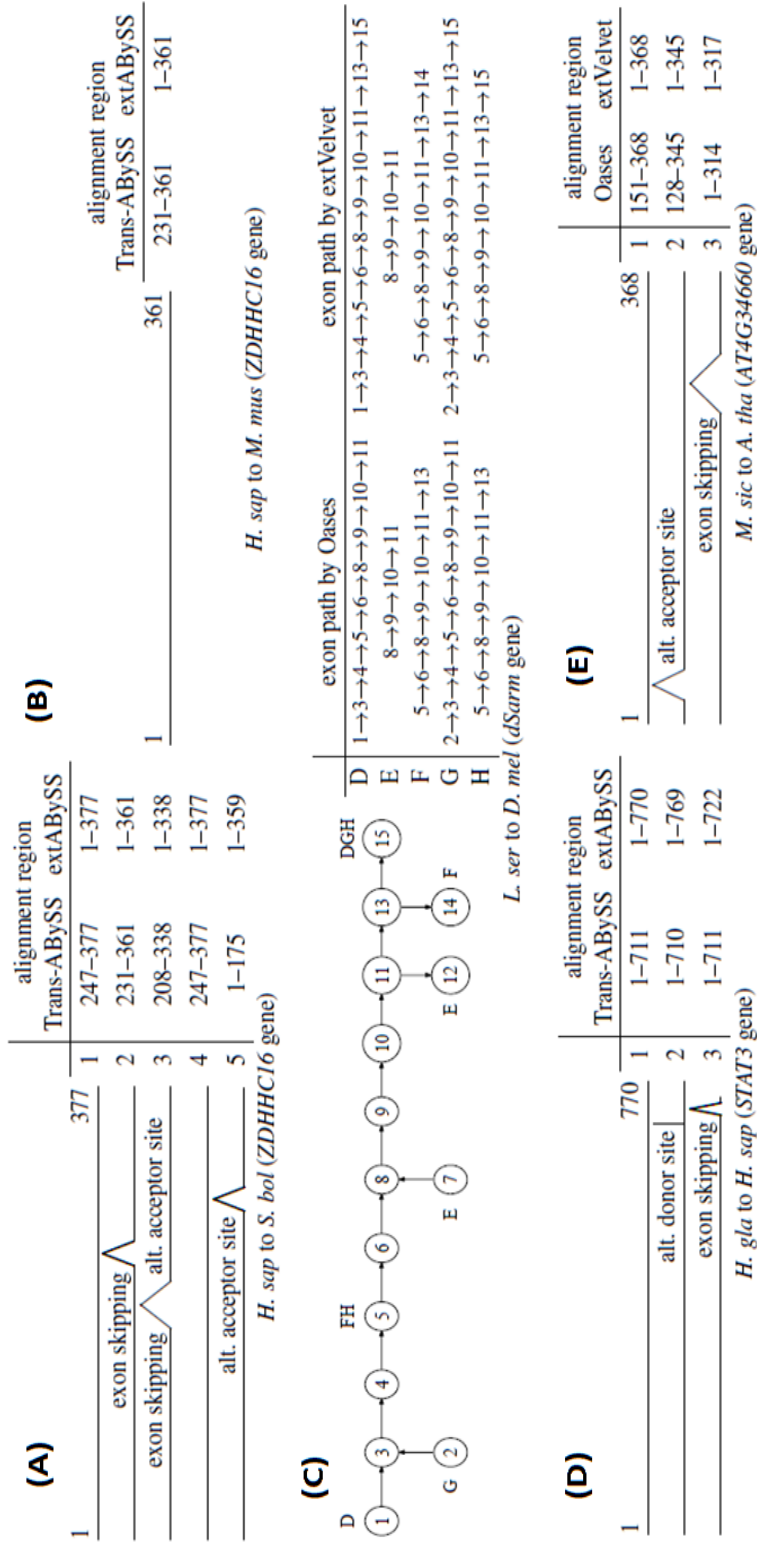 (A)
alignment region
Trans-ABySS extABySS
1 377
1 247–377 1–377
exon skipping 2 231–361 1–361
exon skipping alt. acceptor site 3 208–338 1–338
4 247–377 1–377
alt. acceptor site 5 1–175 1–359
H. sap to S. bol (ZDHHC16 gene)
(B)
alignment region
Trans-ABySS extABySS
1 361
231–361 1–361
H. sap to M. mus (ZDHHC16 gene)
(C)
D FH DGH
1 3 4 5 6 8 9 10 11 13 15
2 7 12 14
G E E F
exon path by Oases exon path by extVelvet
D 1→3→4→5→6→8→9→10→11 1→3→4→5→6→8→9→10→11→13→15
E 8→9→10→11 8→9→10→11
F 5→6→8→9→10→11→13 5→6→8→9→10→11→13→14
G 2→3→4→5→6→8→9→10→11 2→3→4→5→6→8→9→10→11→13→15
H 5→6→8→9→10→11→13 5→6→8→9→10→11→13→15
L. ser to D. mel (dSarm gene)
(D)
alignment region
Trans-ABySS extABySS
1 770
1 1–711 1–770
alt. donor site 2 1–710 1–769
exon skipping 3 1–711 1–722
H. gla to H. sap (STAT3 gene)
(E)
alignment region
Oases extVelvet
1 368
1 151–368 1–368
alt. acceptor site 2 128–345 1–345
exon skipping 3 1–314 1–317
M. sic to A. tha (AT4G34660 gene)